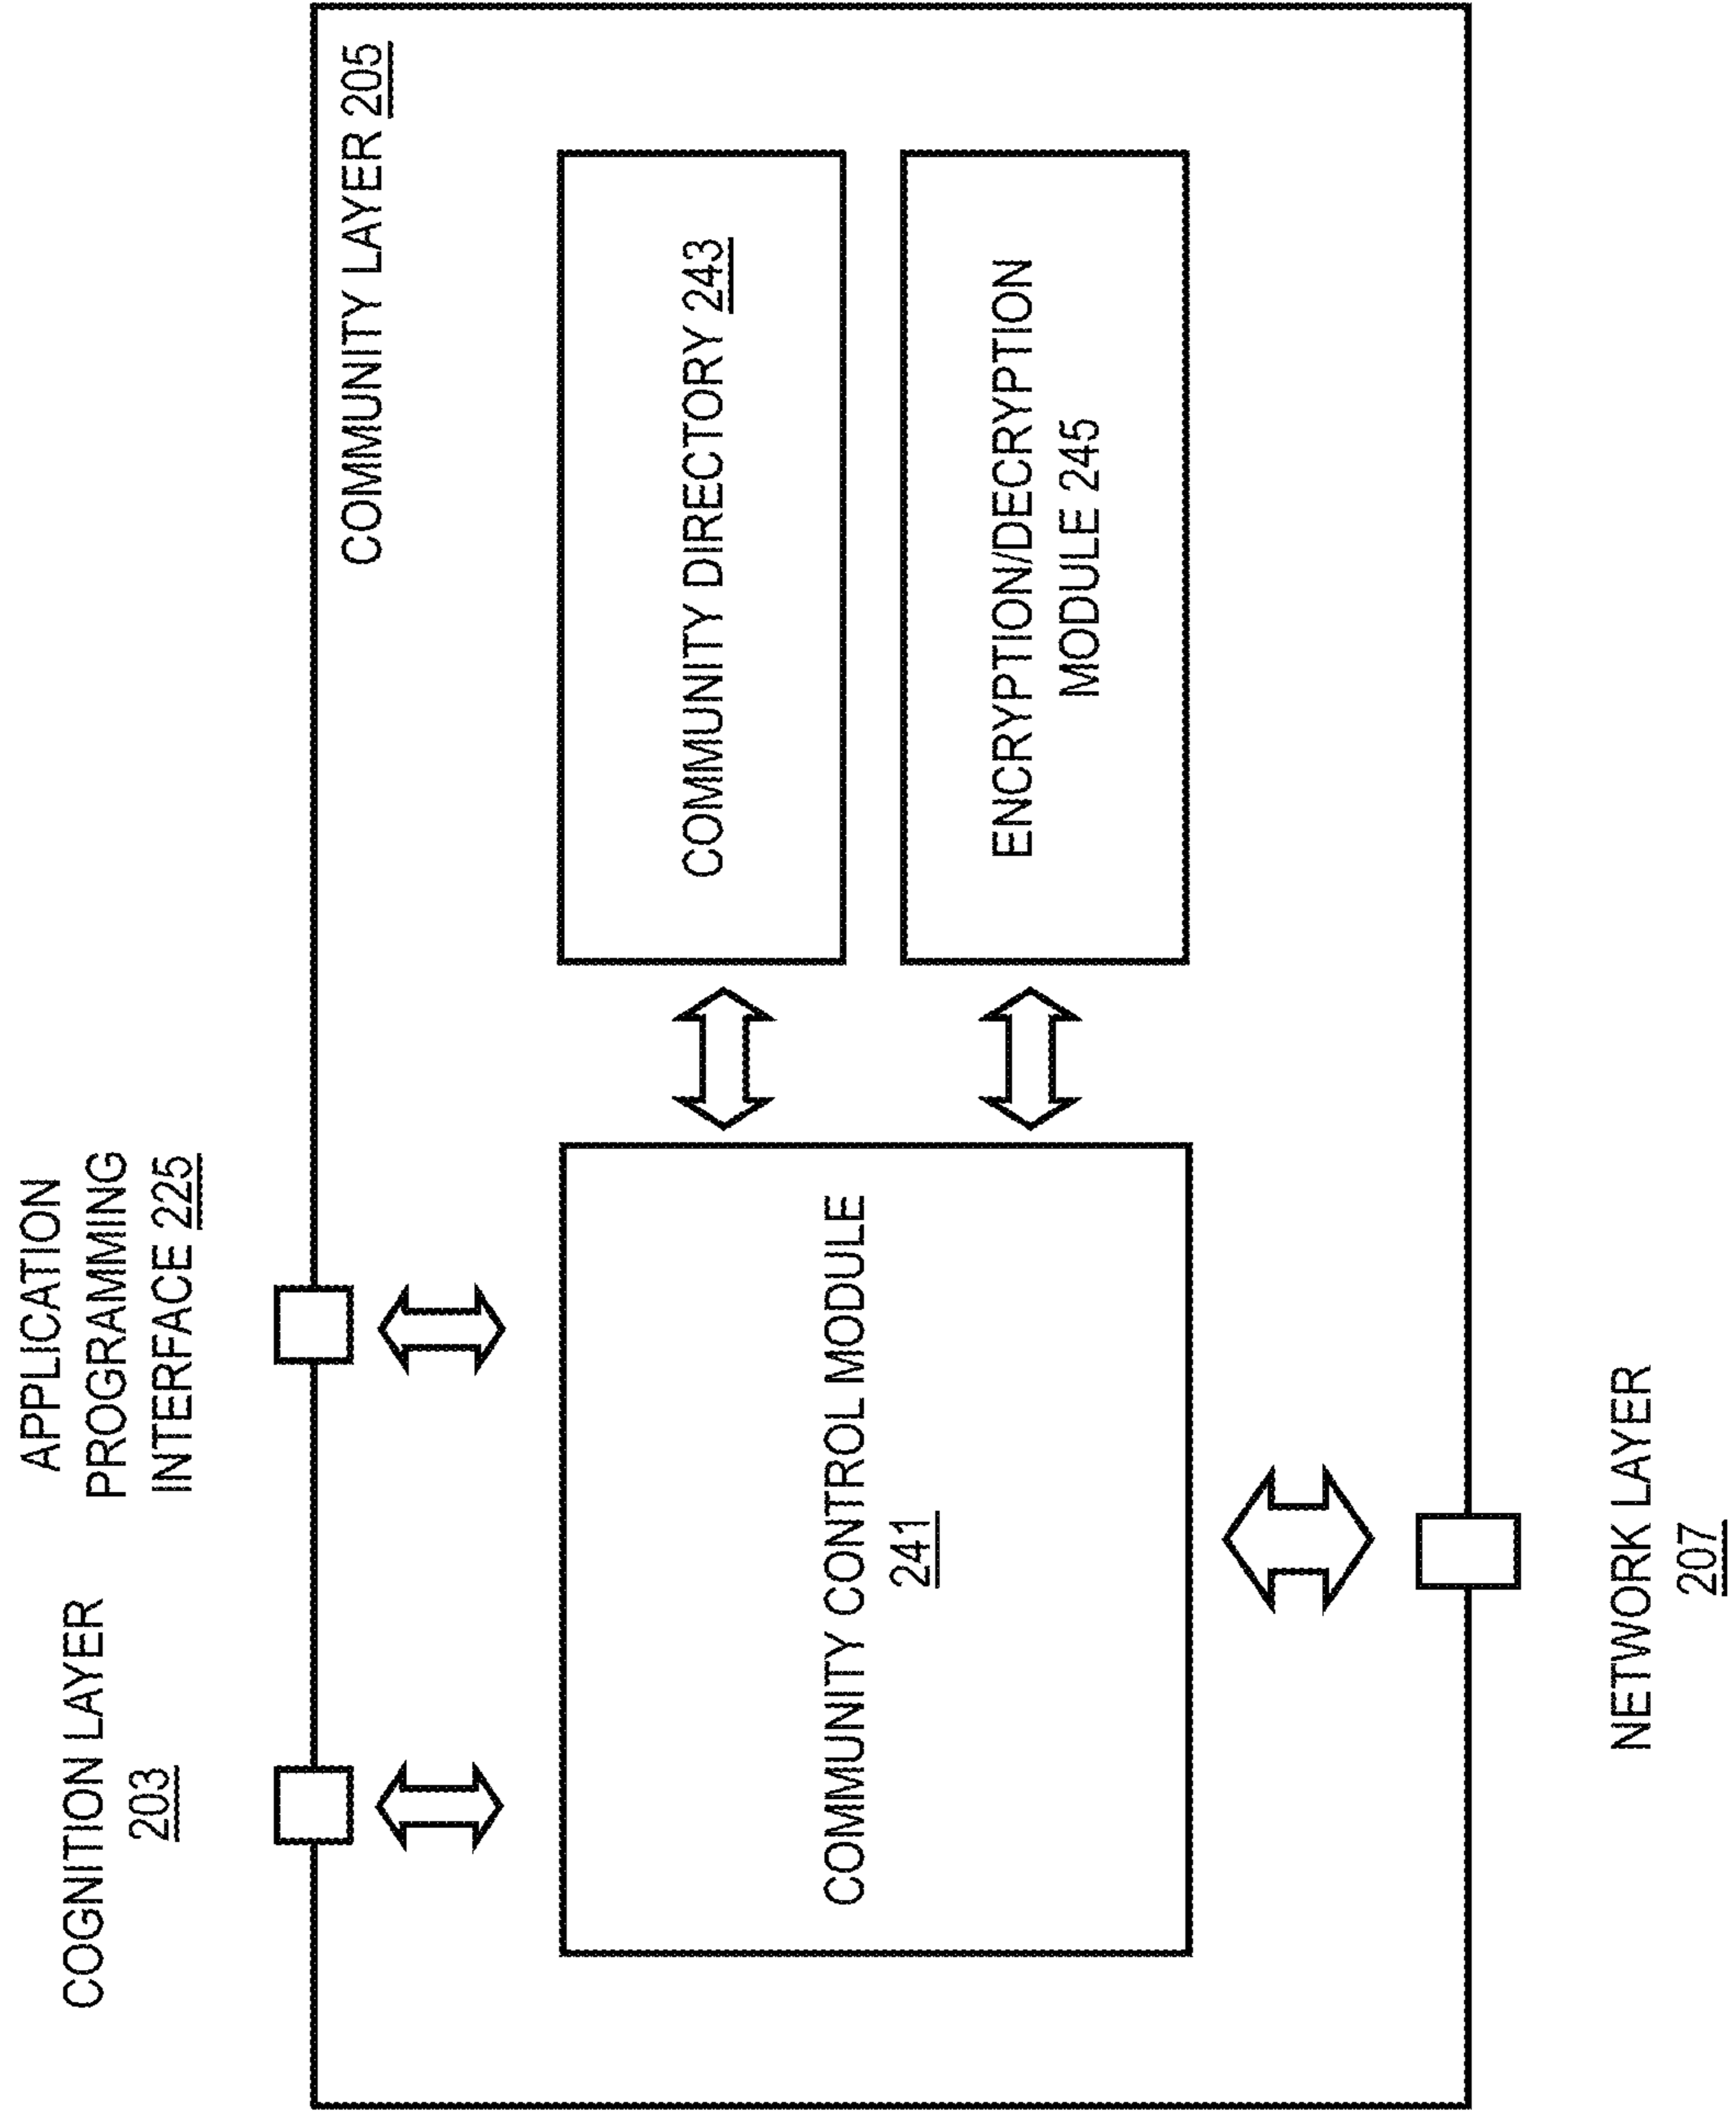 COGNITION LAYER
203
APPLICATION
PROGRAMING
INTERFACE 225
COMMUNITY LAYER 205
COMMUNITY CONTROL MODULE
241
COMMUNITY DIRECTORY 243
ENCRYPTION/DECRYPTION
MODULE 245
NETWORK LAYER
207